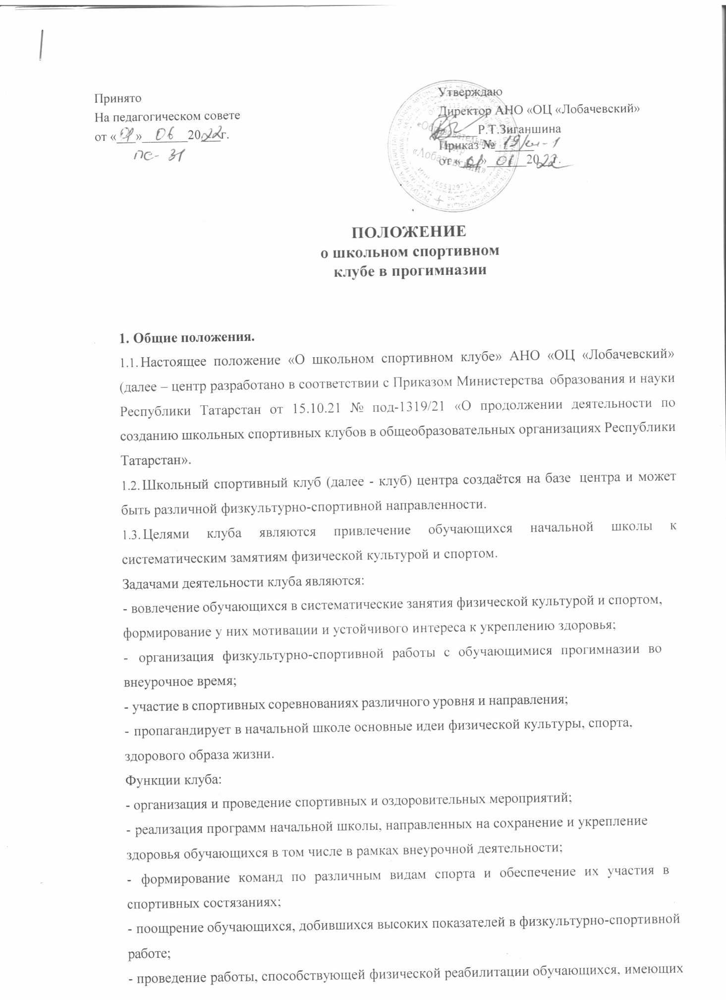 Принято
На педагогическом совете
от «01» 06 2022г.
ПС- 31
Утверждаю
Директор АНО «ОЦ «Лобачевский»
Р.Т.Зиганшина
Приказ № 19
от « » 2022г.
«Образовательный
центр
«Лобачевский»
ИНН 1655329711
ПОЛОЖЕНИЕ
о школьном спортивном
клубе в прогимназии
1. Общие положения.
1.1. Настоящее положение «О школьном спортивном клубе» АНО «ОЦ «Лобачевский»
(далее – центр разработано в соответствии с Приказом Министерства образования и науки
Республики Татарстан от 15.10.21 № под-1319/21 «О продолжении деятельности по
созданию школьных спортивных клубов в общеобразовательных организациях Республики
Татарстан».
1.2. Школьный спортивный клуб (далее - клуб) центра создаётся на базе центра и может
быть различной физкультурно-спортивной направленности.
1.3. Целями клуба являются привлечение обучающихся начальной школы к
систематическим замятиям физической культурой и спортом.
Задачами деятельности клуба являются:
- вовлечение обучающихся в систематические занятия физической культурой и спортом,
формирование у них мотивации и устойчивого интереса к укреплению здоровья;
- организация физкультурно-спортивной работы с обучающимися прогимназии во
внеурочное время;
- участие в спортивных соревнованиях различного уровня и направления;
- пропагандирует в начальной школе основные идеи физической культуры, спорта,
здорового образа жизни.
Функции клуба:
- организация и проведение спортивных и оздоровительных мероприятий;
- реализация программ начальной школы, направленных на сохранение и укрепление
здоровья обучающихся в том числе в рамках внеурочной деятельности;
- формирование команд по различным видам спорта и обеспечение их участия в
спортивных состязаниях;
- поощрение обучающихся, добившихся высоких показателей в физкультурно-спортивной
работе;
- проведение работы, способствующей физической реабилитации обучающихся, имеющих